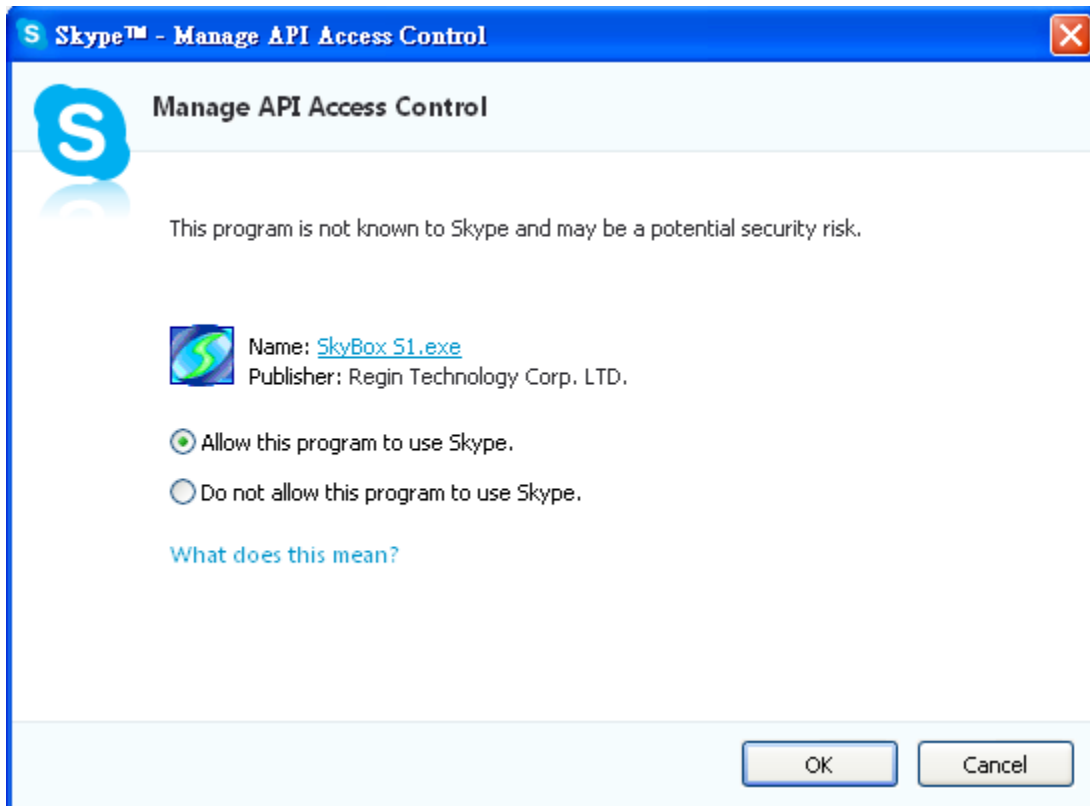 Skype™ - Manage API Access Control
Manage API Access Control
This program is not known to Skype and may be a potential security risk.
Name: SkyBox S1.exe
Publisher: Regin Technology Corp. LTD.
Allow this program to use Skype.
Do not allow this program to use Skype.
What does this mean?
OK Cancel